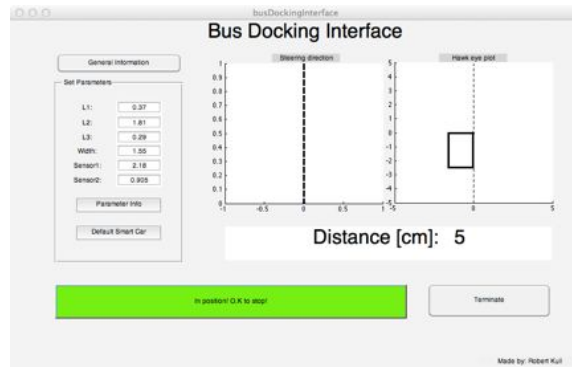 busDockingInterface
Bus Docking Interface
General Information
Set Parameters
L1: 0.37
L2: 1.81
L3: 0.29
Width: 1.55
Sensor1: 2.18
Sensor2: 0.905
Parameter Info
Default Smart Car
Steering direction
1
0.9
0.8
0.7
0.6
0.5
0.4
0.3
0.2
0.1
0
-1 -0.5 0 0.5 1
Hawk eye plot
5
4
3
2
1
0
-1
-2
-3
-4
-5
-5 0 5
Distance [cm]: 5
In position! O.K to stop!
Terminate
Made by: Robert Kull